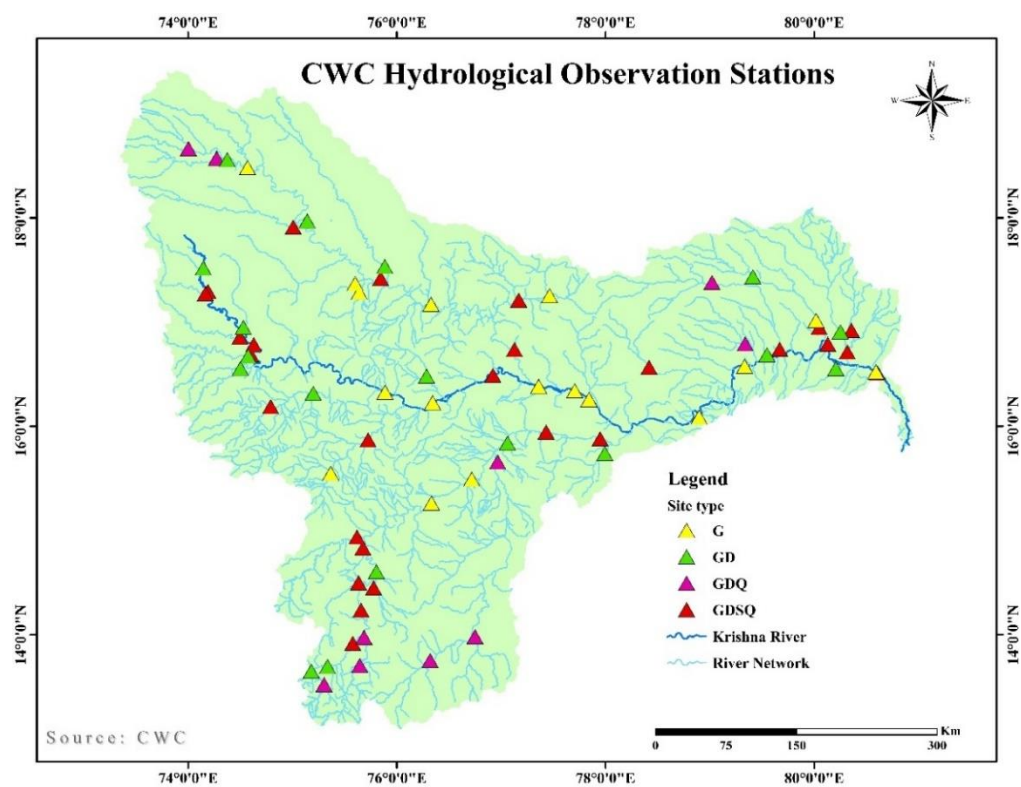 74°0'0"E 76°0'0"E 78°0'0"E 80°0'0"E
CWC Hydrological Observation Stations
N
W E
S
18°0'0"N 18°0'0"N
16°0'0"N 16°0'0"N
14°0'0"N 14°0'0"N
Legend
Site type
G
GD
GDQ
GDSQ
Krishna River
River Network
Source: CWC
Km
0 75 150 300
74°0'0"E 76°0'0"E 78°0'0"E 80°0'0"E